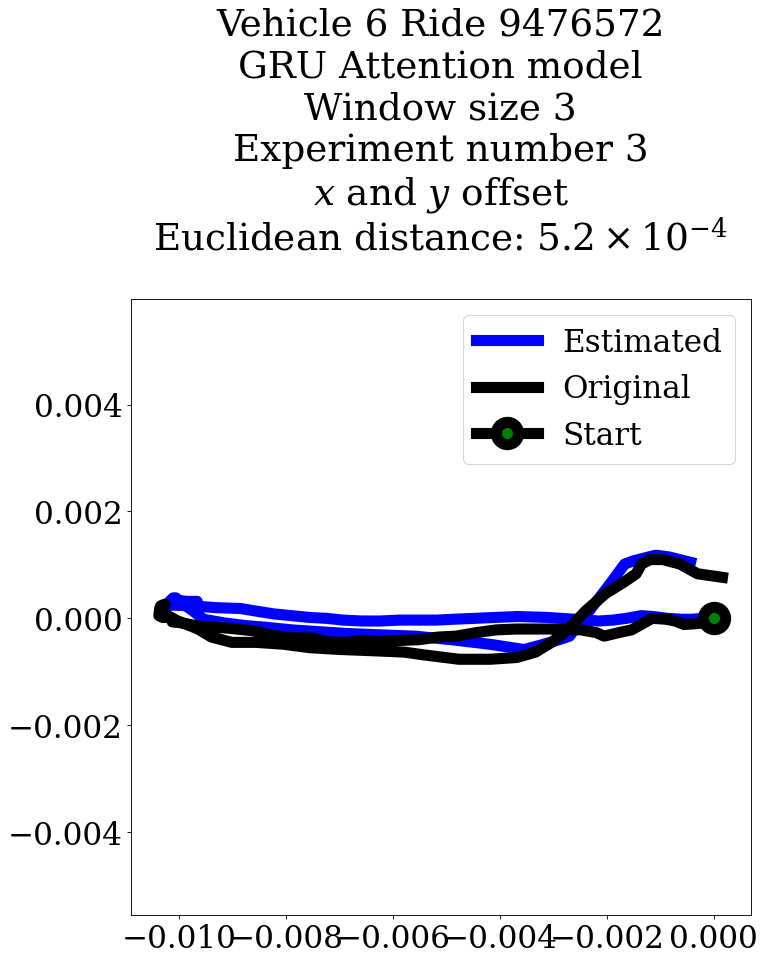 Vehicle 6 Ride 9476572
GRU Attention model
Window size 3
Experiment number 3
x and y offset
Euclidean distance: 5.2 × 10⁻⁴
Estimated
Original
Start
0.004
0.002
0.000
−0.002
−0.004
−0.010 −0.008 −0.006 −0.004 −0.002 0.000